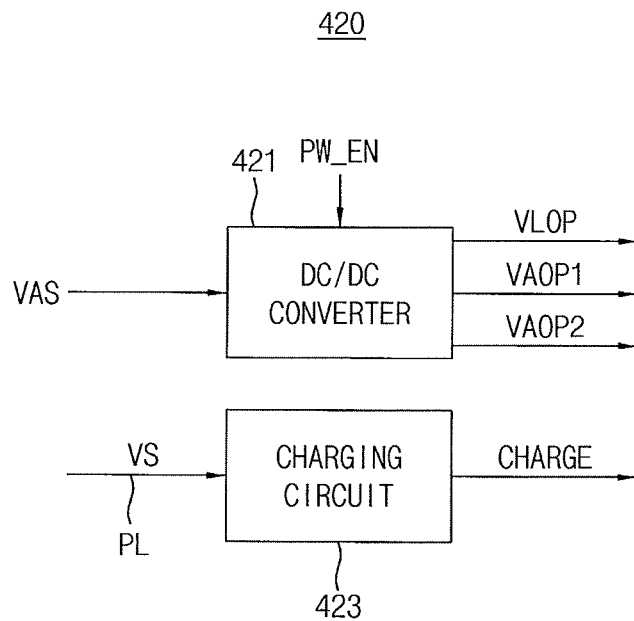 420
421
PW_EN
VAS
DC/DC
CONVERTER
VLOP
VAOP1
VAOP2
VS
PL
CHARGING
CIRCUIT
CHARGE
423